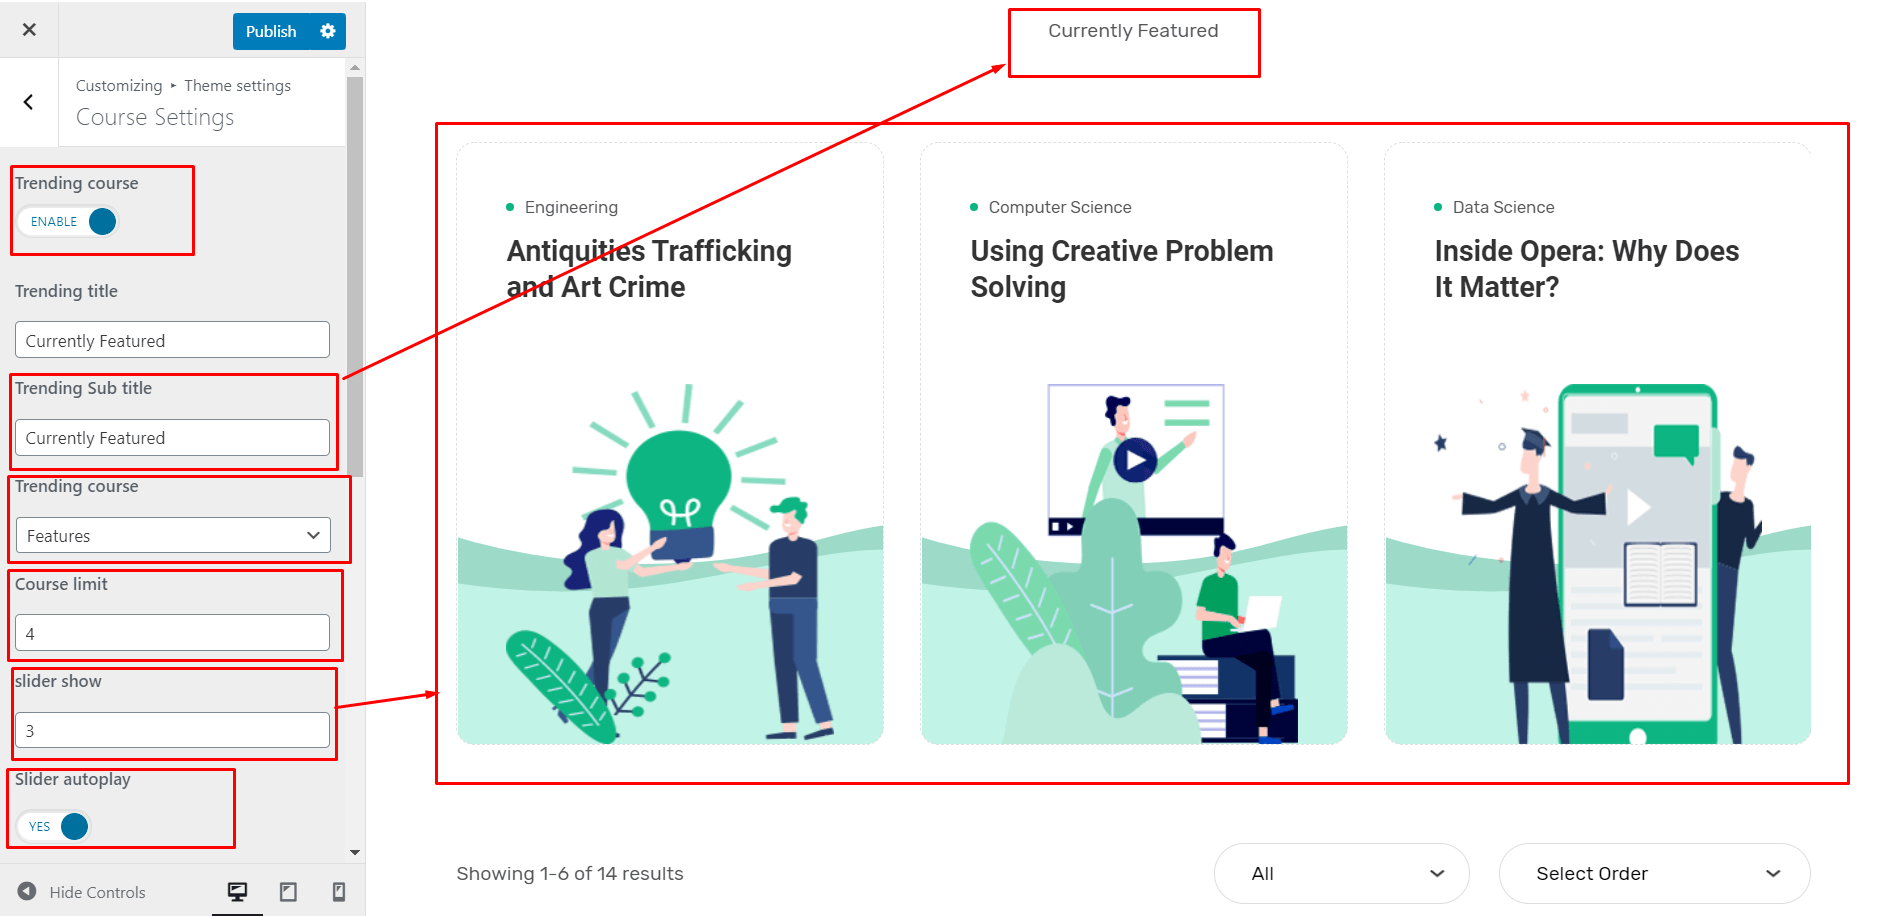 Publish
Customizing ▸ Theme settings
Course Settings
Trending course
ENABLE
Trending title
Currently Featured
Trending Sub title
Currently Featured
Trending course
Features
Course limit
4
slider show
3
Slider autoplay
YES
Hide Controls
Currently Featured
Engineering
Antiquities Trafficking
and Art Crime
Computer Science
Using Creative Problem
Solving
Data Science
Inside Opera: Why Does
It Matter?
Showing 1-6 of 14 results
All
Select Order